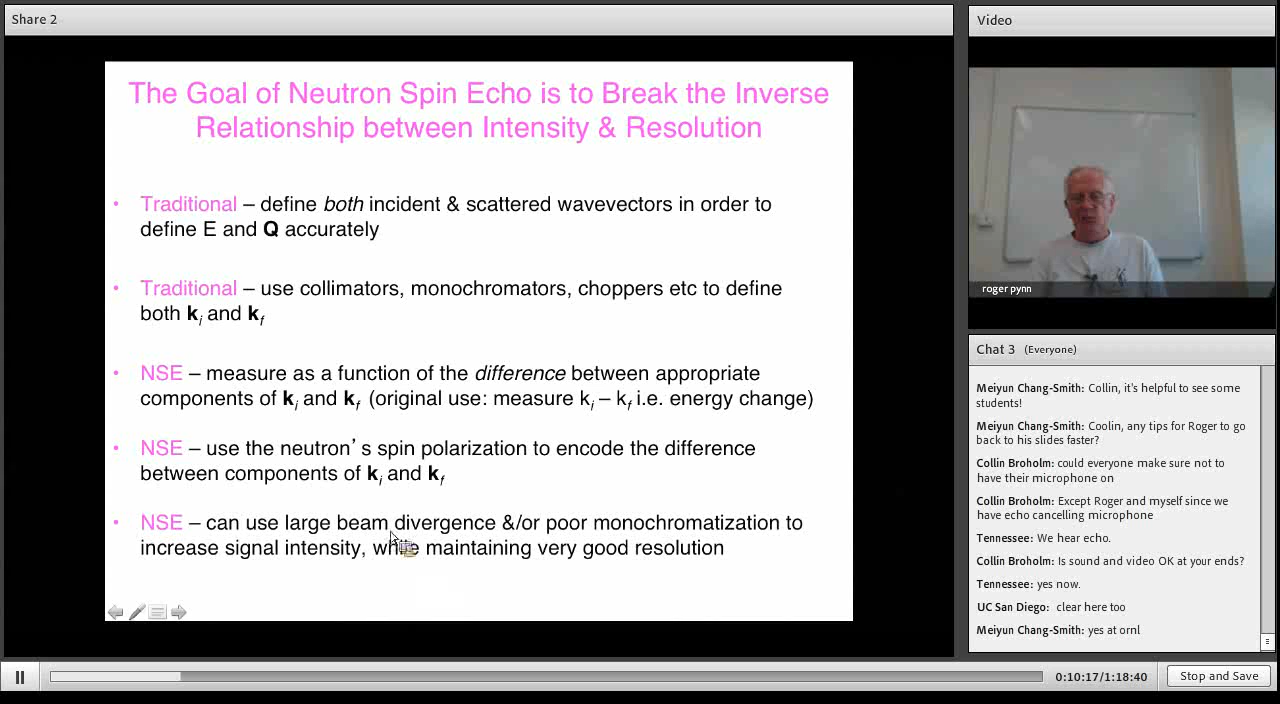 Share 2
The Goal of Neutron Spin Echo is to Break the Inverse
Relationship between Intensity & Resolution
• Traditional – define both incident & scattered wavevectors in order to
define E and Q accurately
• Traditional – use collimators, monochromators, choppers etc to define
both ki and kf
• NSE – measure as a function of the difference between appropriate
components of ki and kf (original use: measure ki – kf i.e. energy change)
• NSE – use the neutron’s spin polarization to encode the difference
between components of ki and kf
• NSE – can use large beam divergence &/or poor monochromatization to
increase signal intensity, while maintaining very good resolution
Video
roger pynn
Chat 3 (Everyone)
Meiyun Chang-Smith: Collin, it's helpful to see some
students!
Meiyun Chang-Smith: Coolin, any tips for Roger to go
back to his slides faster?
Collin Broholm: could everyone make sure not to
have their microphone on
Collin Broholm: Except Roger and myself since we
have echo cancelling microphone
Tennessee: We hear echo.
Collin Broholm: Is sound and video OK at your ends?
Tennessee: yes now.
UC San Diego: clear here too
Meiyun Chang-Smith: yes at ornl
0:10:17/1:18:40
Stop and Save